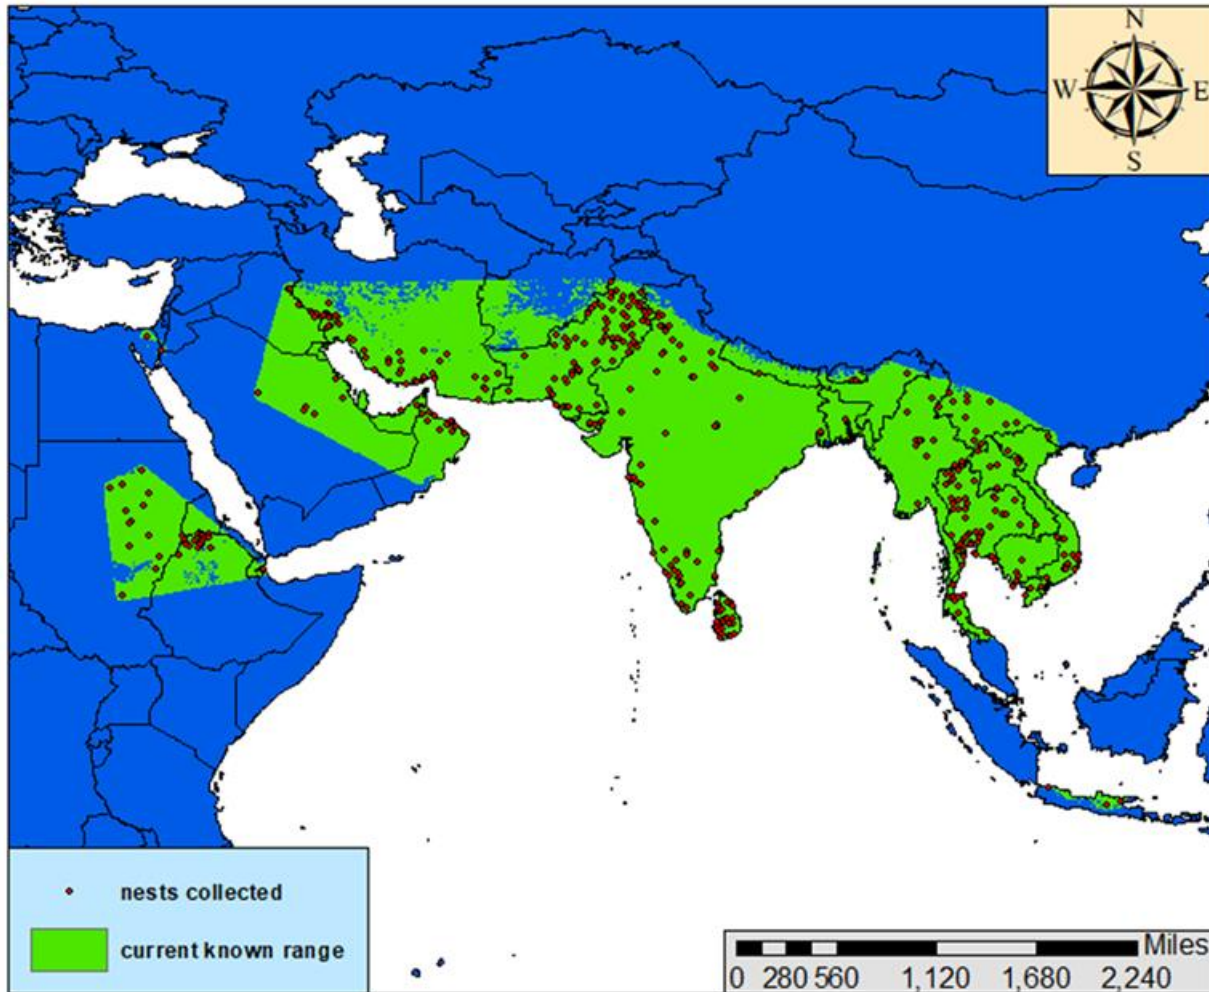 N
W E
S
nests collected
current known range
Miles
0 280 560 1,120 1,680 2,240